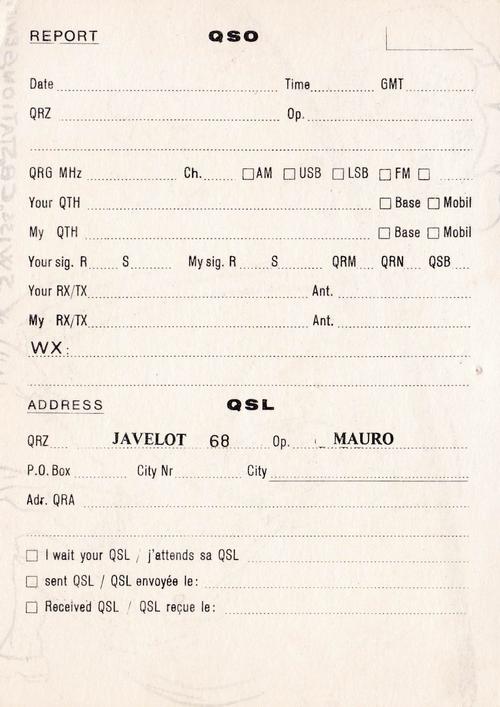 REPORT QSO
Date Time GMT
QRZ Op.
QRG MHz Ch. AM USB LSB FM
Your QTH Base Mobil
My QTH Base Mobil
Your sig. R S My sig. R S QRM QRN QSB
Your RX/TX Ant.
My RX/TX Ant.
WX:
ADDRESS QSL
QRZ JAVELOT 68 Op. MAURO
P.O. Box City Nr City
Adr. QRA
I wait your QSL / j'attends sa QSL
sent QSL / QSL envoyée le:
Received QSL / QSL reçue le: